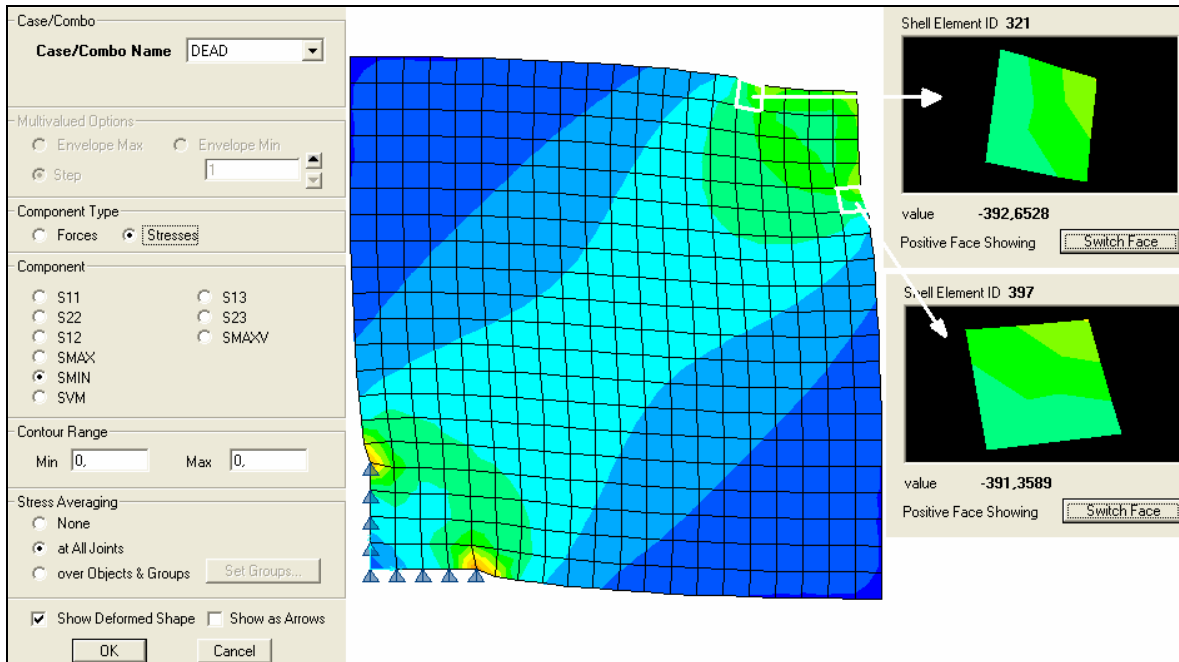 Case/Combo
Case/Combo Name DEAD
Multivalued Options
Envelope Max Envelope Min
Step 1
Component Type
Forces Stresses
Component
S11 S13
S22 S23
S12 SMAXV
SMAX
SMIN
SVM
Contour Range
Min 0, Max 0,
Stress Averaging
None
at All Joints
over Objects & Groups Set Groups...
Show Deformed Shape Show as Arrows
OK Cancel
Shell Element ID 321
value -392,6528
Positive Face Showing Switch Face
Shell Element ID 397
value -391,3589
Positive Face Showing Switch Face